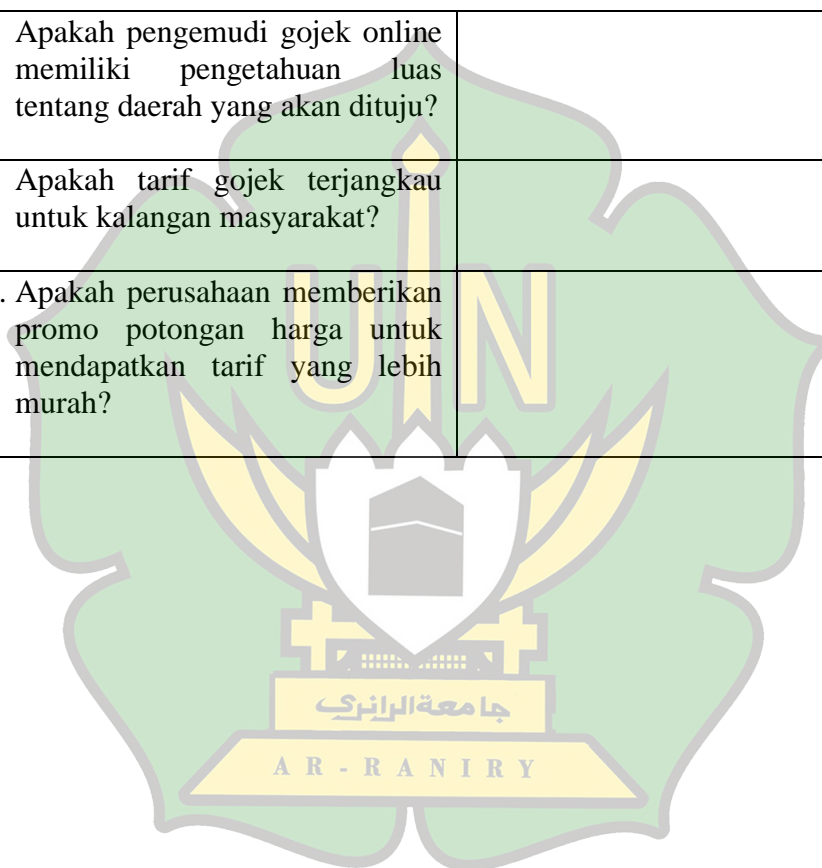 Apakah pengemudi gojek online
memiliki pengetahuan luas
tentang daerah yang akan dituju?
Apakah tarif gojek terjangkau
untuk kalangan masyarakat?
. Apakah perusahaan memberikan
promo potongan harga untuk
mendapatkan tarif yang lebih
murah?
UIN
جامعة الرانري
AR-RANIRY